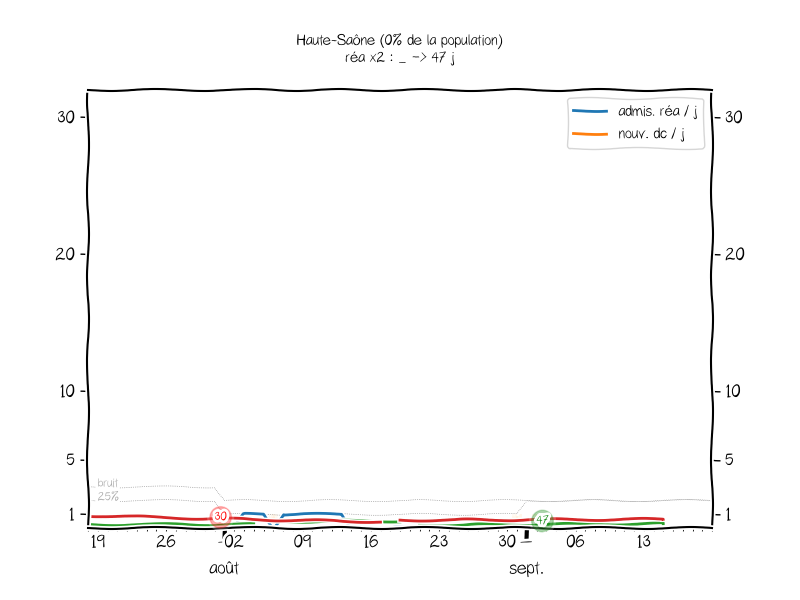 Haute-Saône (0% de la population)
réa x2 : _ -> 47 j
admis. réa / j
nouv. dc / j
30
30
20
20
10
10
5
5
bruit
25%
1
1
30
47
19 26 02 09 16 23 30 06 13
août sept.